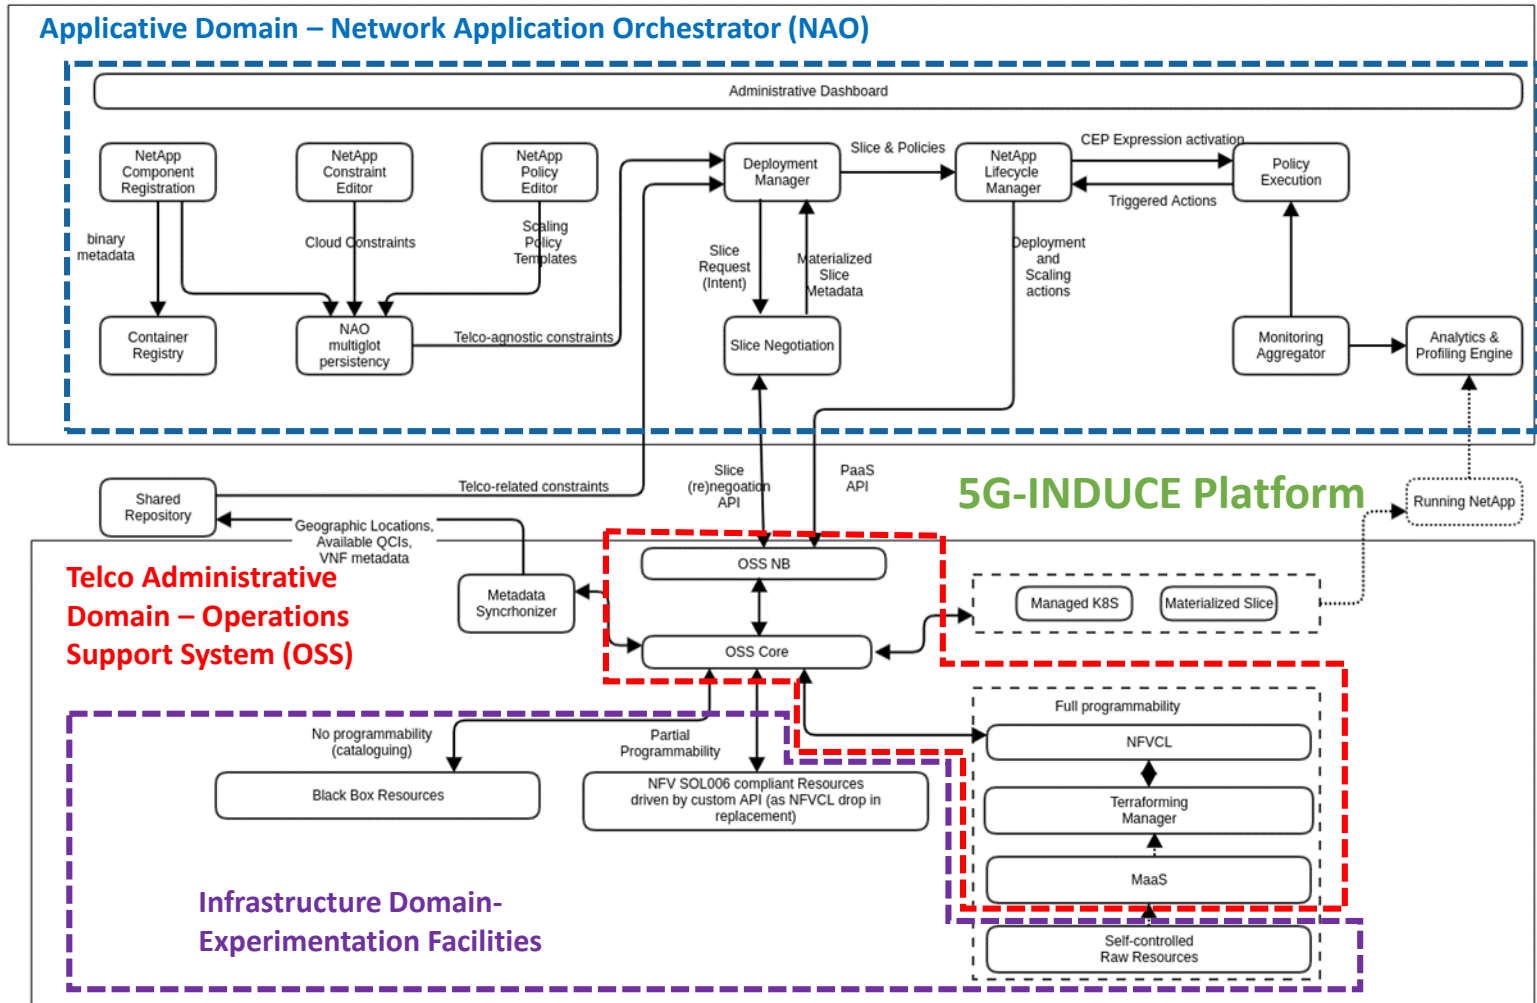 Applicative Domain – Network Application Orchestrator (NAO)
Administrative Dashboard
NetApp
Component
Registration
NetApp
Constraint
Editor
NetApp
Policy
Editor
Deployment
Manager
Slice & Policies
NetApp
Lifecycle
Manager
CEP Expression activation
Triggered Actions
Policy
Execution
binary
metadata
Cloud Constraints
Scaling
Policy
Templates
Slice
Request
(Intent)
Materialized
Slice
Metadata
Deployment
and
Scaling
actions
Container
Registry
NAO
multiglot
persistency
Telco-agnostic constraints
Slice Negotiation
Monitoring
Aggregator
Analytics &
Profiling Engine
Shared
Repository
Telco-related constraints
Slice
(re)negoation
API
PaaS
API
5G-INDUCE Platform
Running NetApp
Geographic Locations,
Available QCIs,
VNF metadata
Telco Administrative
Domain – Operations
Support System (OSS)
Metadata
Syncrhonizer
OSS NB
OSS Core
Managed K8S
Materialized Slice
No programmability
(cataloguing)
Partial
Programmability
Full programmability
NFVCL
Black Box Resources
NFV SOL006 compliant Resources
driven by custom API (as NFVCL drop in
replacement)
Terraforming
Manager
MaaS
Infrastructure Domain-
Experimentation Facilities
Self-controlled
Raw Resources